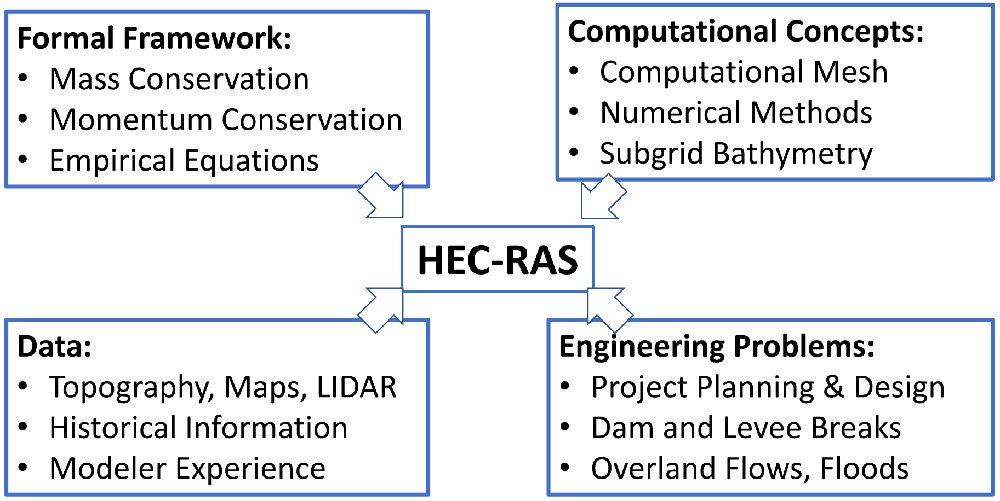 Formal Framework:
• Mass Conservation
• Momentum Conservation
• Empirical Equations
Computational Concepts:
• Computational Mesh
• Numerical Methods
• Subgrid Bathymetry
HEC-RAS
Data:
• Topography, Maps, LIDAR
• Historical Information
• Modeler Experience
Engineering Problems:
• Project Planning & Design
• Dam and Levee Breaks
• Overland Flows, Floods